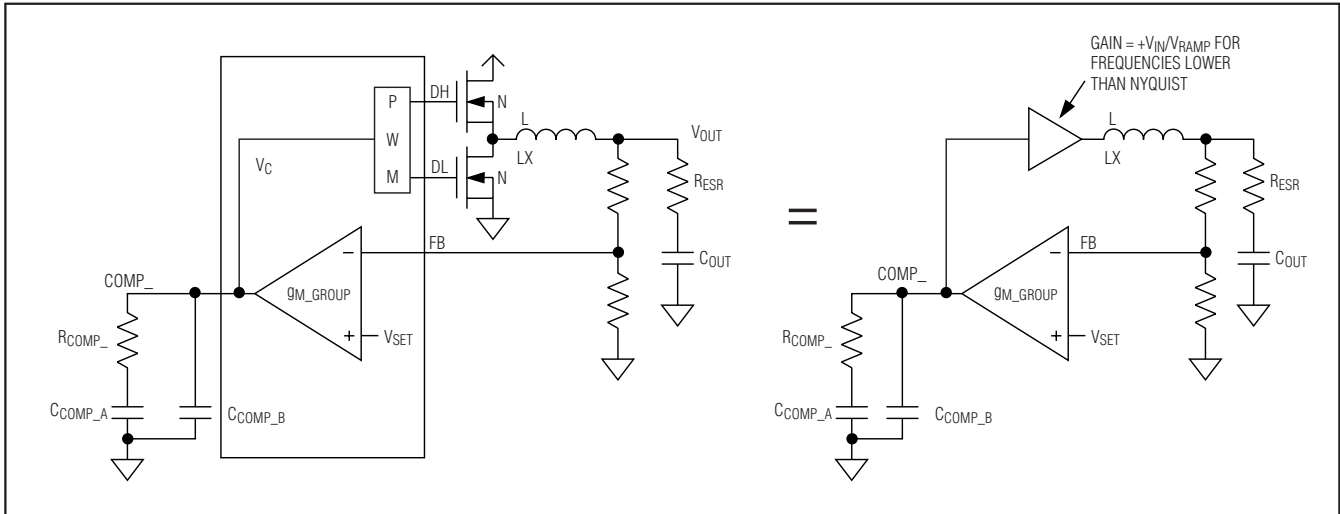 GAIN = +VIN/VRAMP FOR
FREQUENCIES LOWER
THAN NYQUIST
P
W
M
DH
N
L
LX
VOUT
DL
N
VC
RESR
FB
COUT
COMP_
gM_GROUP
RCOMP_
VSET
CCOMP_A
CCOMP_B
=
L
LX
RESR
FB
COUT
COMP_
gM_GROUP
RCOMP_
VSET
CCOMP_A
CCOMP_B
−
+
−
+